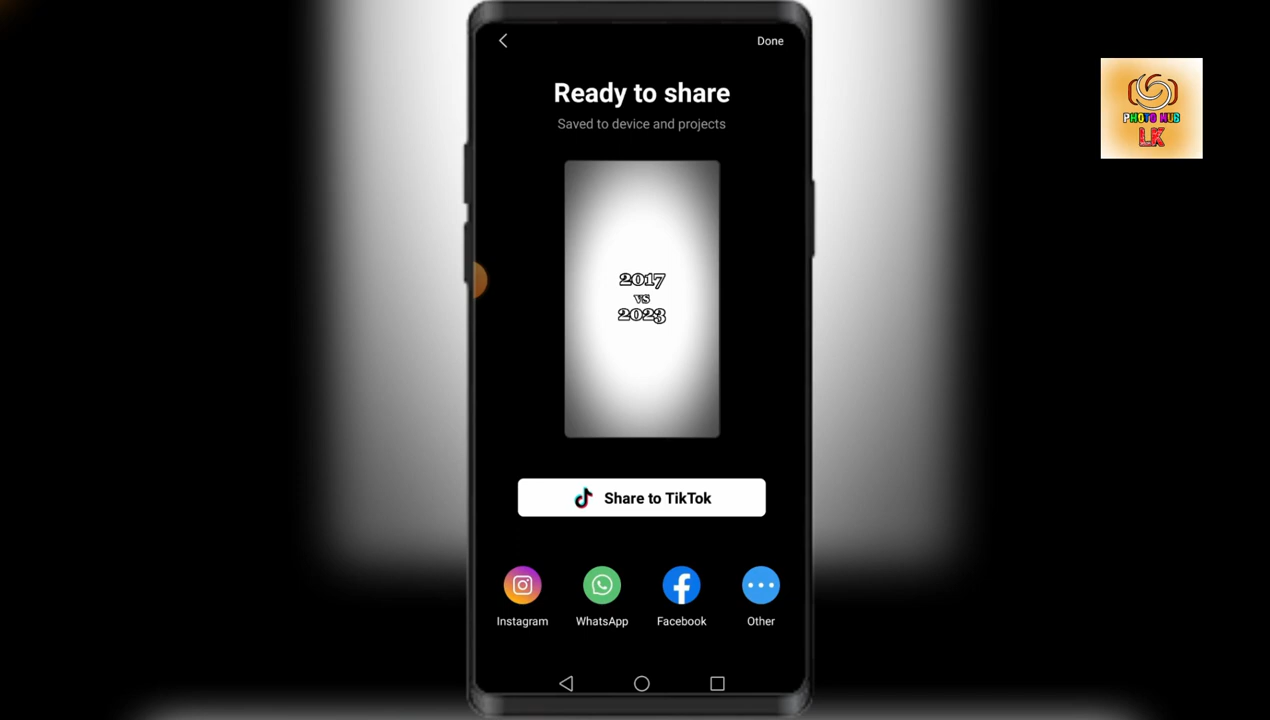 Done
Ready to share
Saved to device and projects
PHOTO HUB
LK
2017
vs
2023
Share to TikTok
Instagram
WhatsApp
Facebook
Other